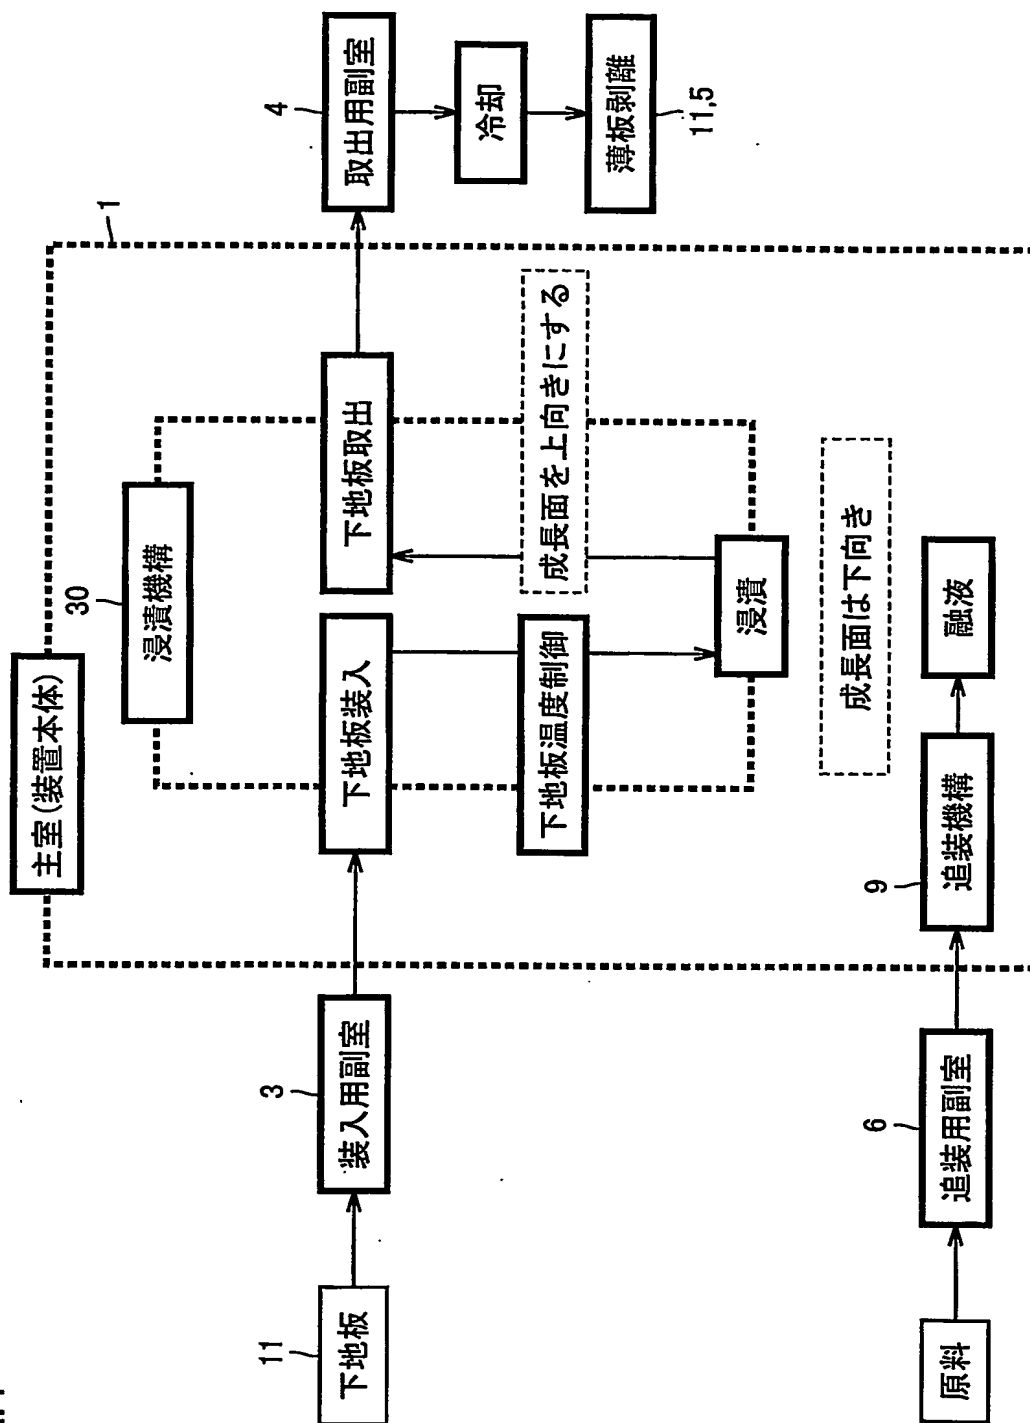 主室(装置本体)
1
30
浸漬機構
11
下地板
3
装入用副室
下地板装入
下地板取出
4
取出用副室
冷却
薄板剥離
11,5
下地板温度制御
成長面を上向きにする
浸漬
成長面は下向き
原料
6
追装用副室
9
追装機構
融液